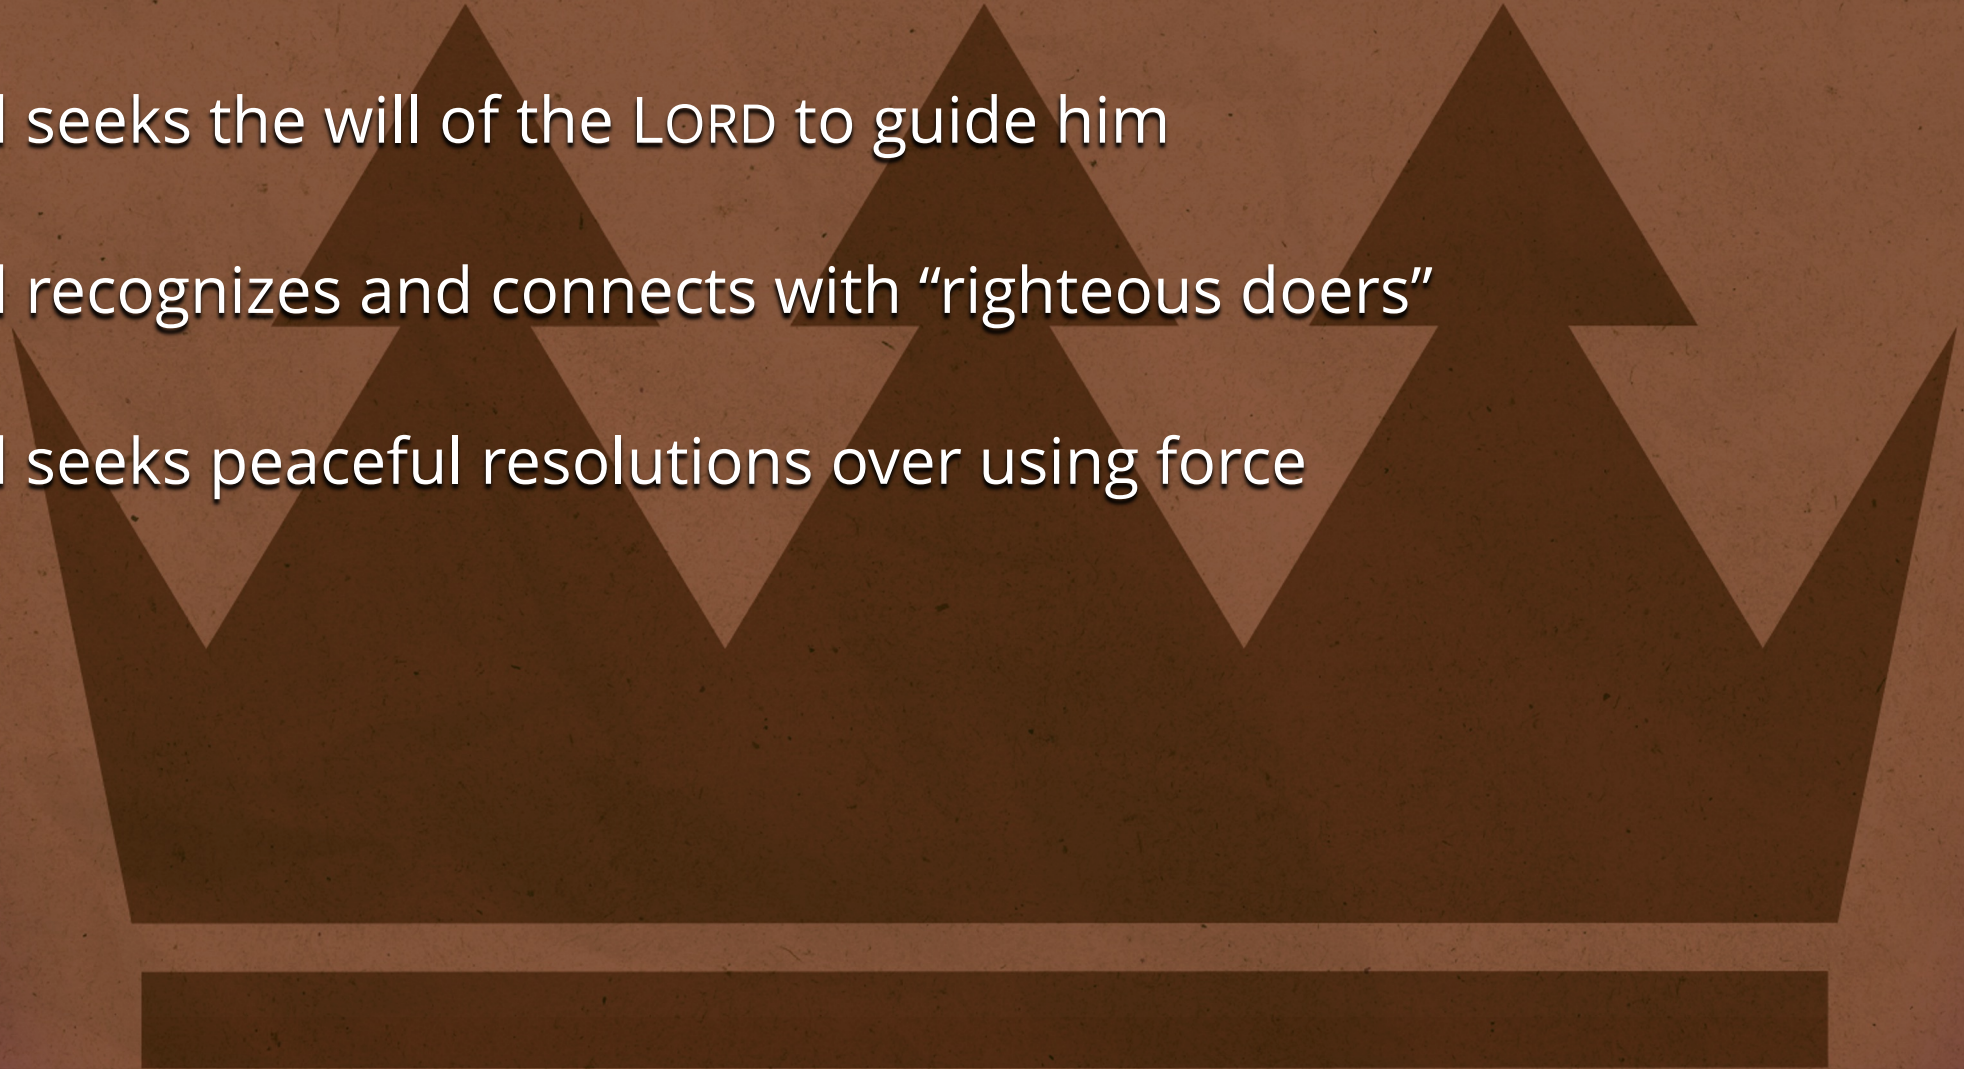 seeks the will of the LORD to guide him
recognizes and connects with “righteous doers”
seeks peaceful resolutions over using force